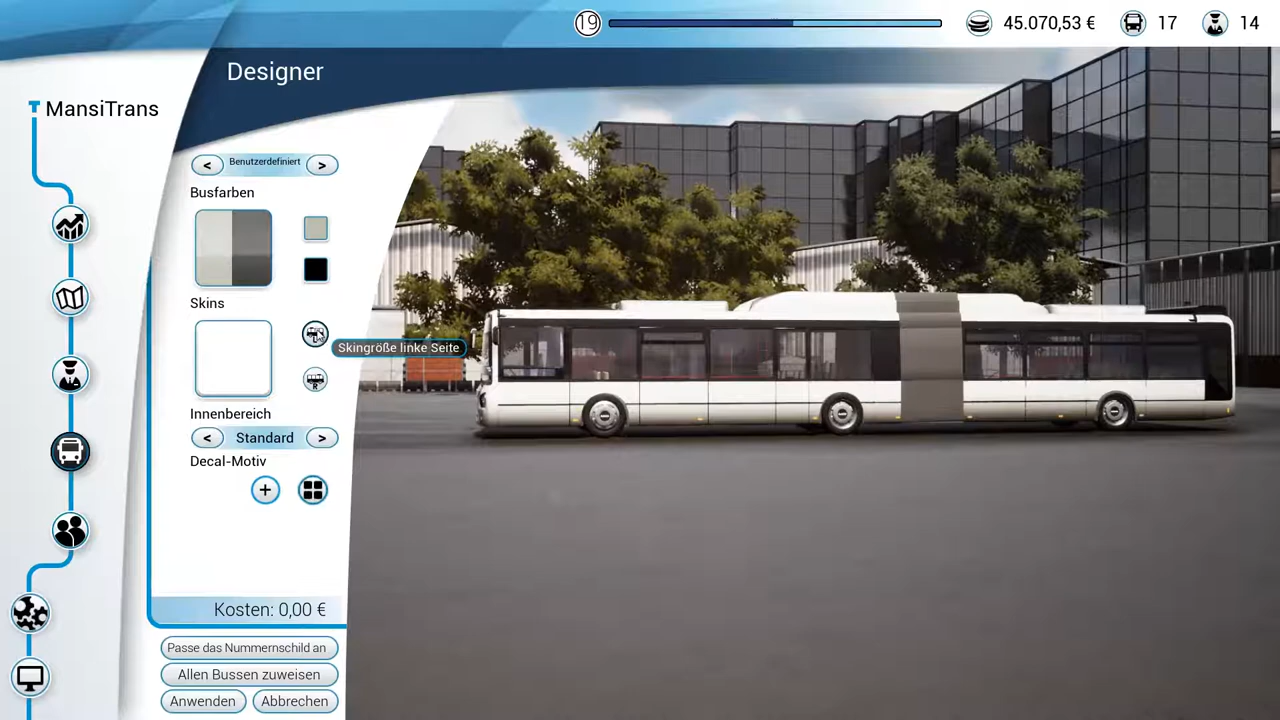 19
45.070,53 €
17
14
Designer
MansiTrans
< Benutzerdefiniert >
Busfarben
Skins
Skingröße linke Seite
R
Innenbereich
< Standard >
Decal-Motiv
+
Kosten: 0,00 €
Passe das Nummernschild an
Allen Bussen zuweisen
Anwenden
Abbrechen